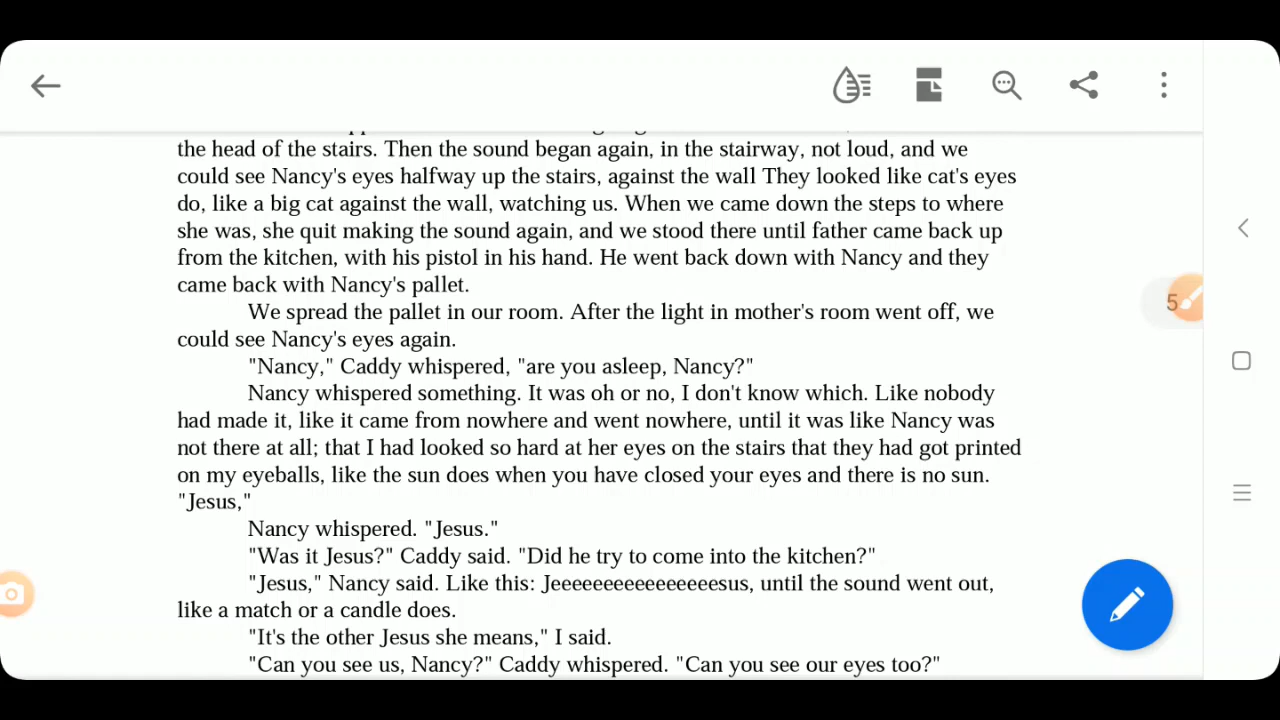 the head of the stairs. Then the sound began again, in the stairway, not loud, and we
could see Nancy's eyes halfway up the stairs, against the wall They looked like cat's eyes
do, like a big cat against the wall, watching us. When we came down the steps to where
she was, she quit making the sound again, and we stood there until father came back up
from the kitchen, with his pistol in his hand. He went back down with Nancy and they
came back with Nancy's pallet.
We spread the pallet in our room. After the light in mother's room went off, we
could see Nancy's eyes again.
"Nancy," Caddy whispered, "are you asleep, Nancy?"
Nancy whispered something. It was oh or no, I don't know which. Like nobody
had made it, like it came from nowhere and went nowhere, until it was like Nancy was
not there at all; that I had looked so hard at her eyes on the stairs that they had got printed
on my eyeballs, like the sun does when you have closed your eyes and there is no sun.
"Jesus,"
Nancy whispered. "Jesus."
"Was it Jesus?" Caddy said. "Did he try to come into the kitchen?"
"Jesus," Nancy said. Like this: Jeeeeeeeeeeeeeeeesus, until the sound went out,
like a match or a candle does.
"It's the other Jesus she means," I said.
"Can you see us, Nancy?" Caddy whispered. "Can you see our eyes too?"
5